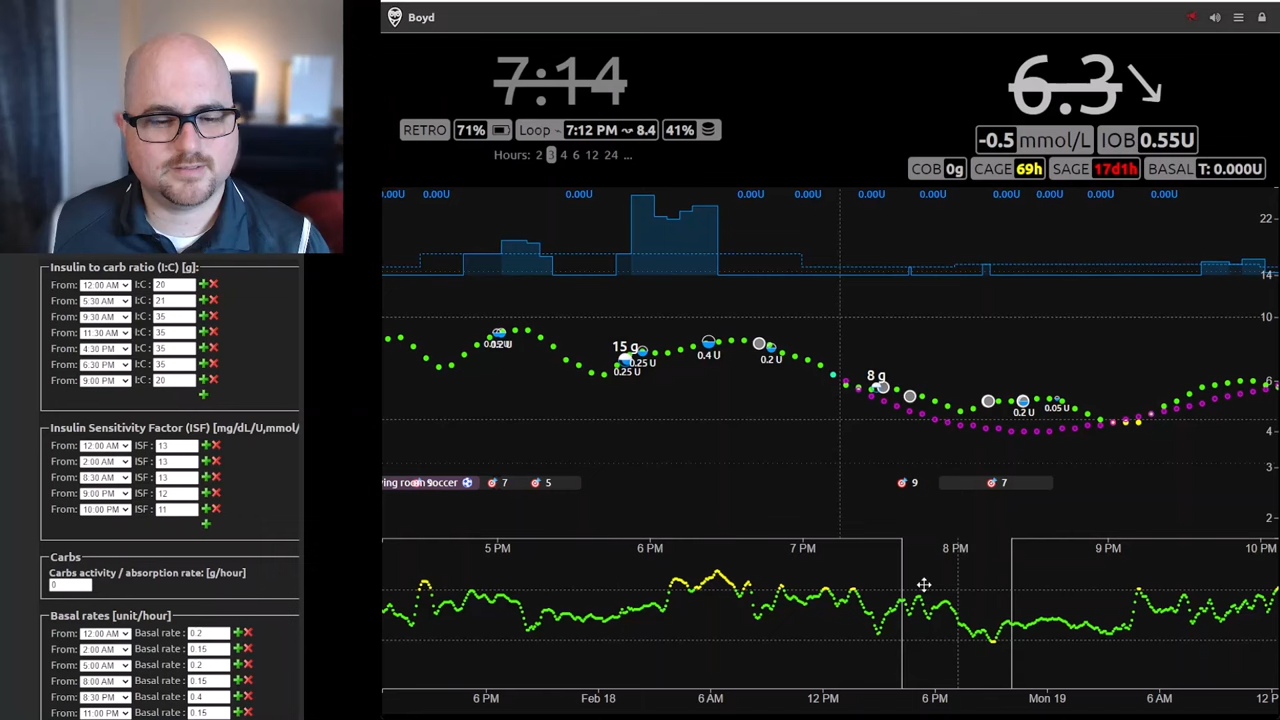 Boyd
7:14
6.3
RETRO 71% Loop ~ 7:12 PM ↝ 8.4 41%
-0.5 mmol/L IOB 0.55U
Hours: 2 3 4 6 12 24 ...
COB 0g CAGE 69h SAGE 17d1h BASAL T: 0.000U
0.00U 0.00U 0.00U 0.00U 0.00U 0.00U 0.00U 0.00U 0.00U 0.00U 0.00U
22
14
10
6
4
3
2
15 g
0.25 U
0.25 U
0.4 U
0.2 U
8 g
0.2 U
0.05 U
soccer 7 5 9 7
5 PM 6 PM 7 PM 8 PM 9 PM 10 PM
6 PM Feb 18 6 AM 12 PM 6 PM Mon 19 6 AM 12 P
Insulin to carb ratio (I:C) [g]:
From: 12:00 AM I:C : 20
From: 5:30 AM I:C : 21
From: 9:30 AM I:C : 35
From: 11:30 AM I:C : 35
From: 4:30 PM I:C : 35
From: 6:30 PM I:C : 35
From: 9:00 PM I:C : 20
Insulin Sensitivity Factor (ISF) [mg/dL/U,mmol/
From: 12:00 AM ISF : 13
From: 2:00 AM ISF : 13
From: 8:30 AM ISF : 13
From: 9:00 PM ISF : 12
From: 10:00 PM ISF : 11
Carbs
Carbs activity / absorption rate: [g/hour]
0
Basal rates [unit/hour]
From: 12:00 AM Basal rate : 0.2
From: 2:00 AM Basal rate : 0.15
From: 5:00 AM Basal rate : 0.2
From: 8:00 AM Basal rate : 0.15
From: 8:30 PM Basal rate : 0.4
From: 11:00 PM Basal rate : 0.15